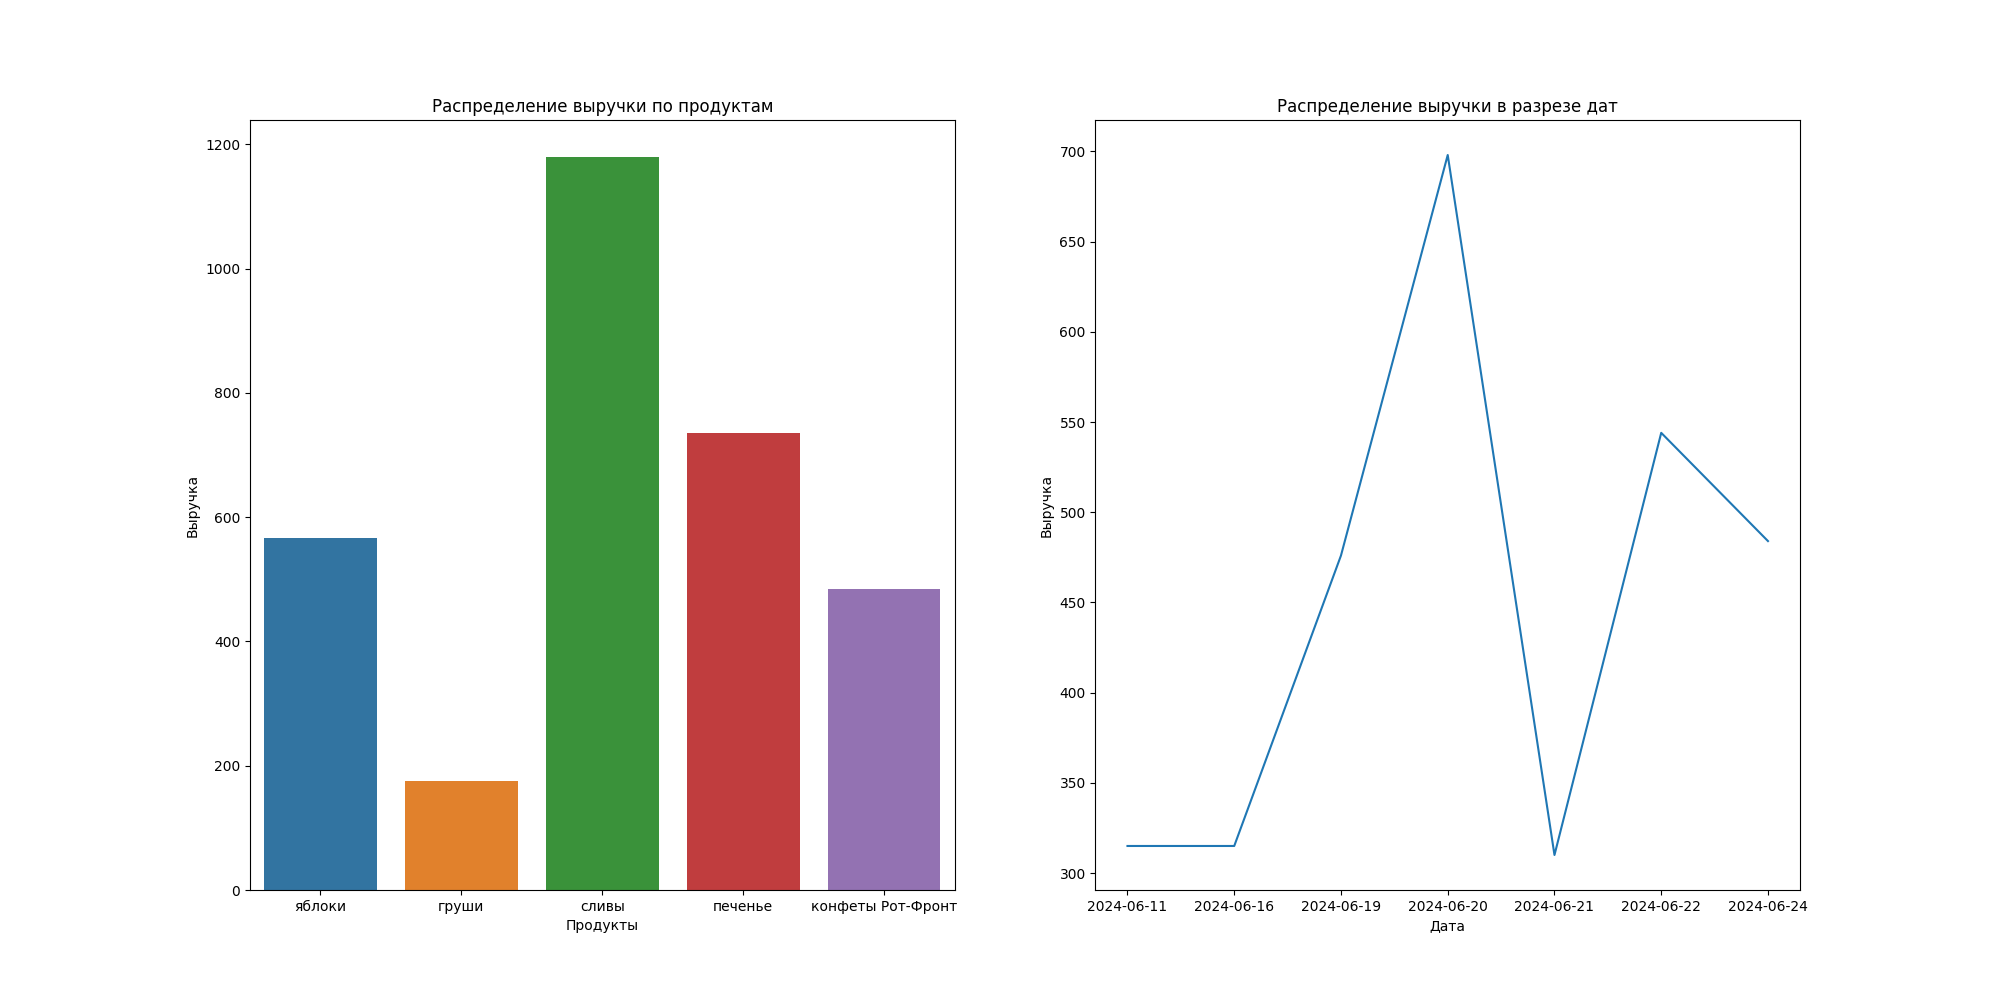 Распределение выручки по продуктам
1200
1000
800
600
400
200
0
Выручка
яблоки груши сливы печенье конфеты Рот-Фронт
Продукты
Распределение выручки в разрезе дат
700
650
600
550
500
450
400
350
300
Выручка
2024-06-11 2024-06-16 2024-06-19 2024-06-20 2024-06-21 2024-06-22 2024-06-24
Дата